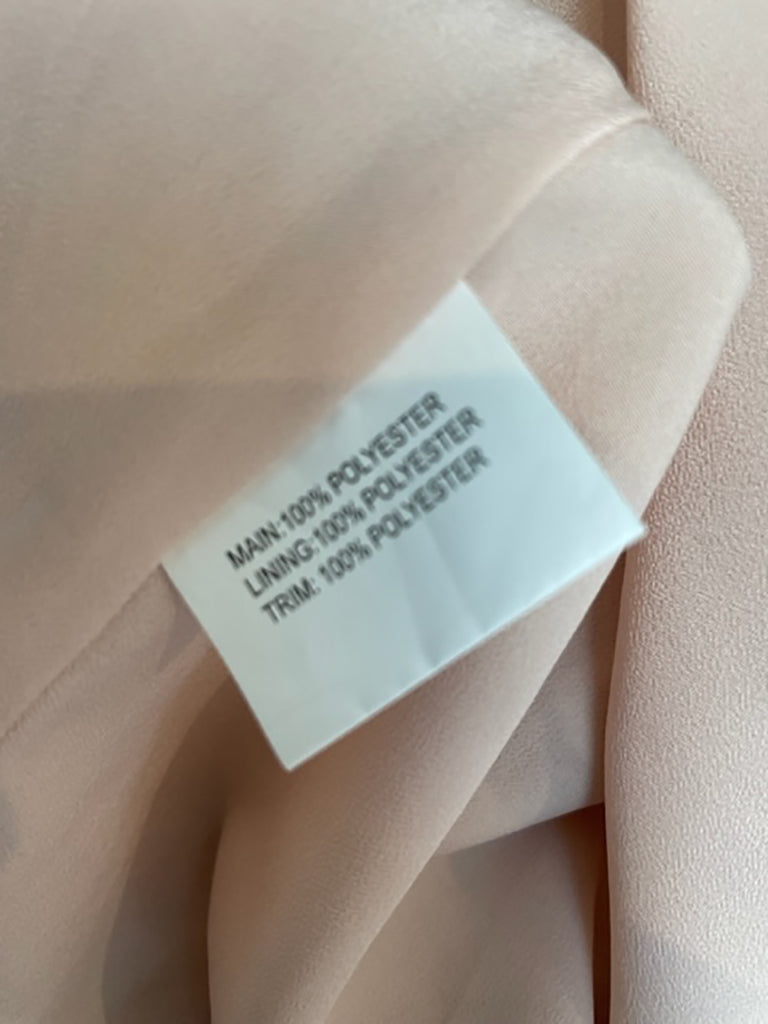 MAIN:100% POLYESTER
LINING:100% POLYESTER
TRIM: 100% POLYESTER